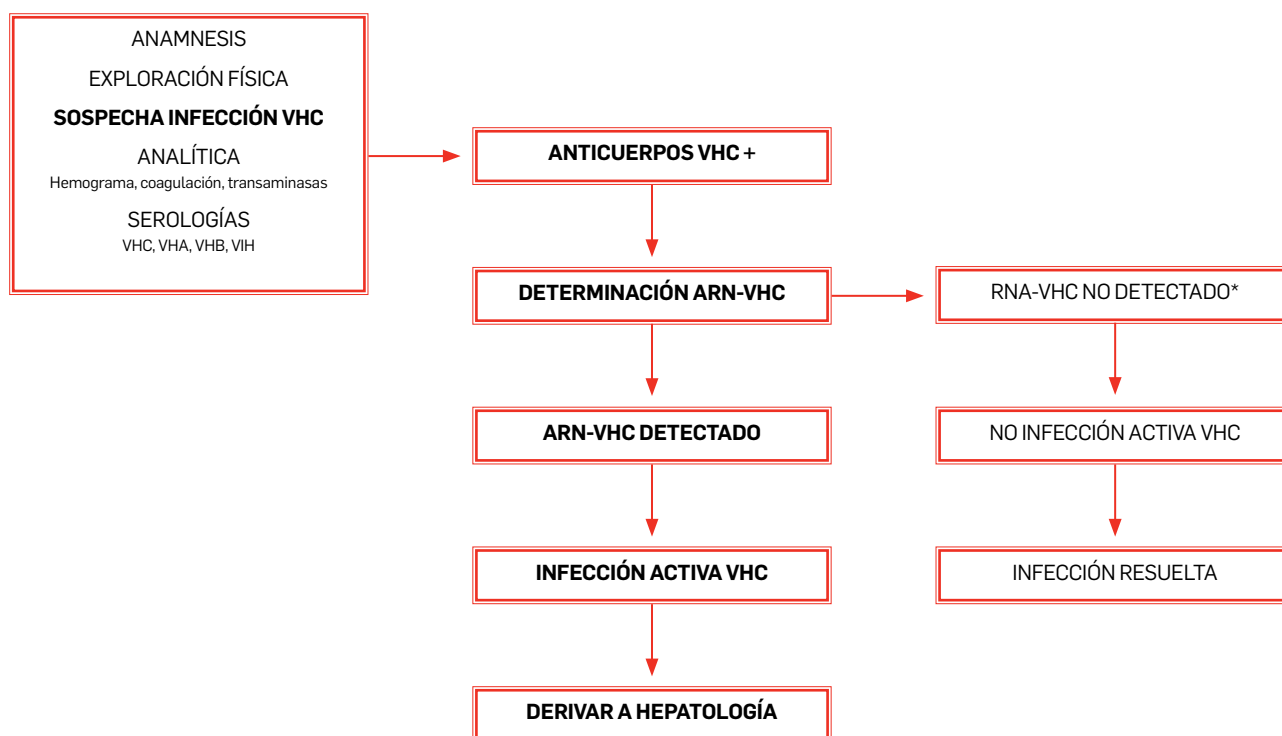 ANAMNESIS
EXPLORACIÓN FÍSICA
SOSPECHA INFECCIÓN VHC
ANALÍTICA
Hemograma, coagulación, transaminasas
SEROLOGÍAS
VHC, VHA, VHB, VIH
ANTICUERPOS VHC +
DETERMINACIÓN ARN-VHC
RNA-VHC NO DETECTADO*
ARN-VHC DETECTADO
NO INFECCIÓN ACTIVA VHC
INFECCIÓN ACTIVA VHC
INFECCIÓN RESUELTA
DERIVAR A HEPATOLOGÍA